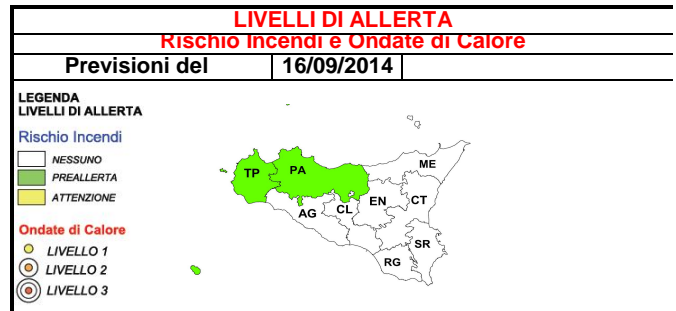 LIVELLI DI ALLERTA
Rischio Incendi e Ondate di Calore
Previsioni del 16/09/2014
LEGENDA
LIVELLI DI ALLERTA
Rischio Incendi
NESSUNO
PREALLERTA
ATTENZIONE
Ondate di Calore
LIVELLO 1
LIVELLO 2
LIVELLO 3
TP
PA
ME
AG
CL
EN
CT
SR
RG